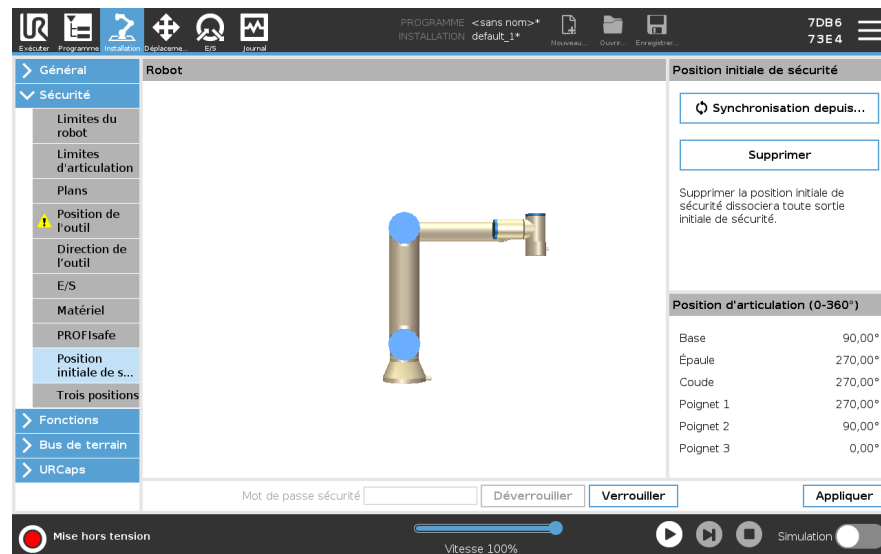 UR
Exécuter
Programme
Installation
Déplaceme...
E/S
Journal
PROGRAMME <sans nom>*
INSTALLATION default_1*
Nouveau...
Ouvrir...
Enregistrer...
7DB6
73E4
Général
Sécurité
Limites du
robot
Limites
d'articulation
Plans
Position de
l'outil
Direction de
l'outil
E/S
Matériel
PROFIsafe
Position
initiale de s...
Trois positions
Fonctions
Bus de terrain
URCaps
Robot
Position initiale de sécurité
Synchronisation depuis...
Supprimer
Supprimer la position initiale de
sécurité dissociera toute sortie
initiale de sécurité.
Position d'articulation (0-360°)
Base 90,00°
Épaule 270,00°
Coude 270,00°
Poignet 1 270,00°
Poignet 2 90,00°
Poignet 3 0,00°
Mot de passe sécurité
Déverrouiller
Verrouiller
Appliquer
Mise hors tension
Vitesse 100%
Simulation